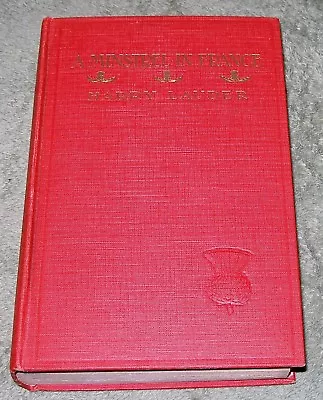 A MINSTREL IN FRANCE
HARRY LAUDER